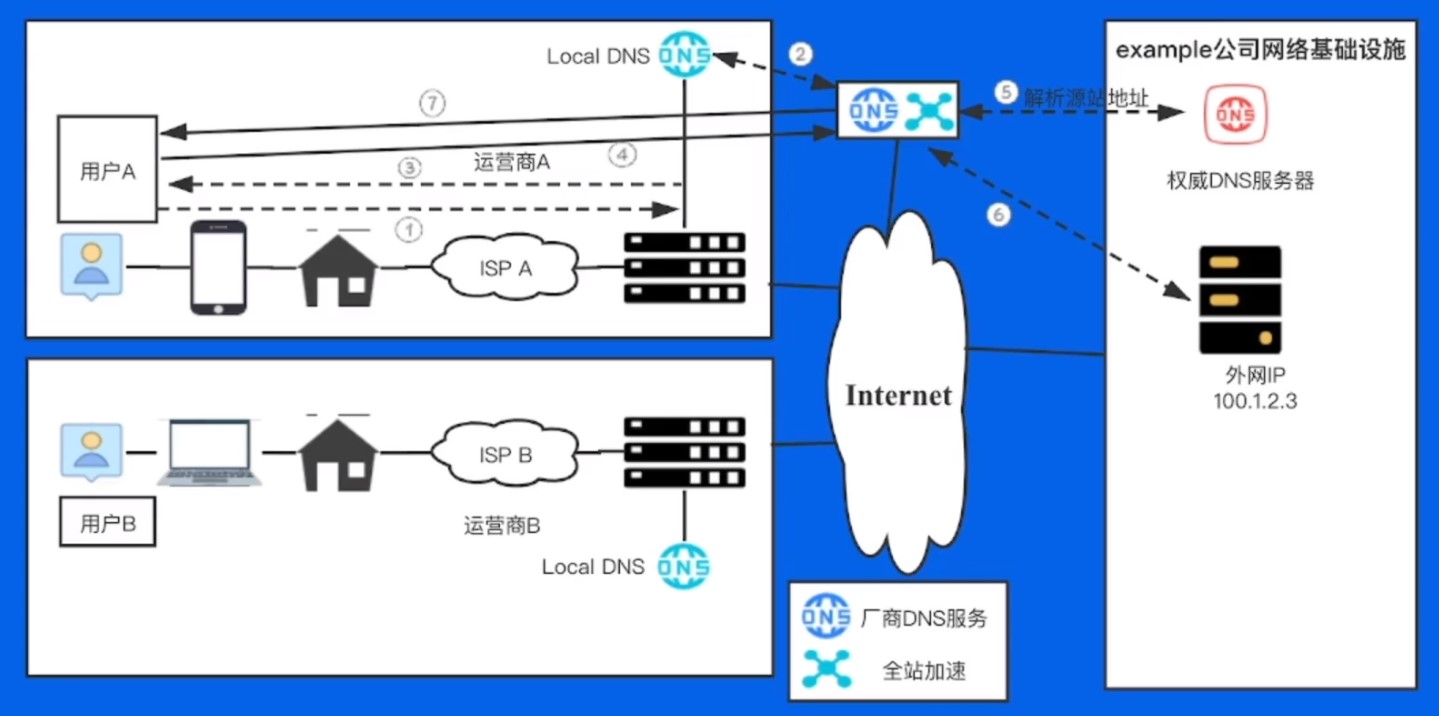 Local DNS
DNS
②
example公司网络基础设施
⑦
DNS
⑤
解析源站地址
DNS
用户A
④
运营商A
③
权威DNS服务器
①
⑥
ISP A
外网IP
100.1.2.3
Internet
ISP B
用户B
运营商B
Local DNS
DNS
DNS
厂商DNS服务
全站加速